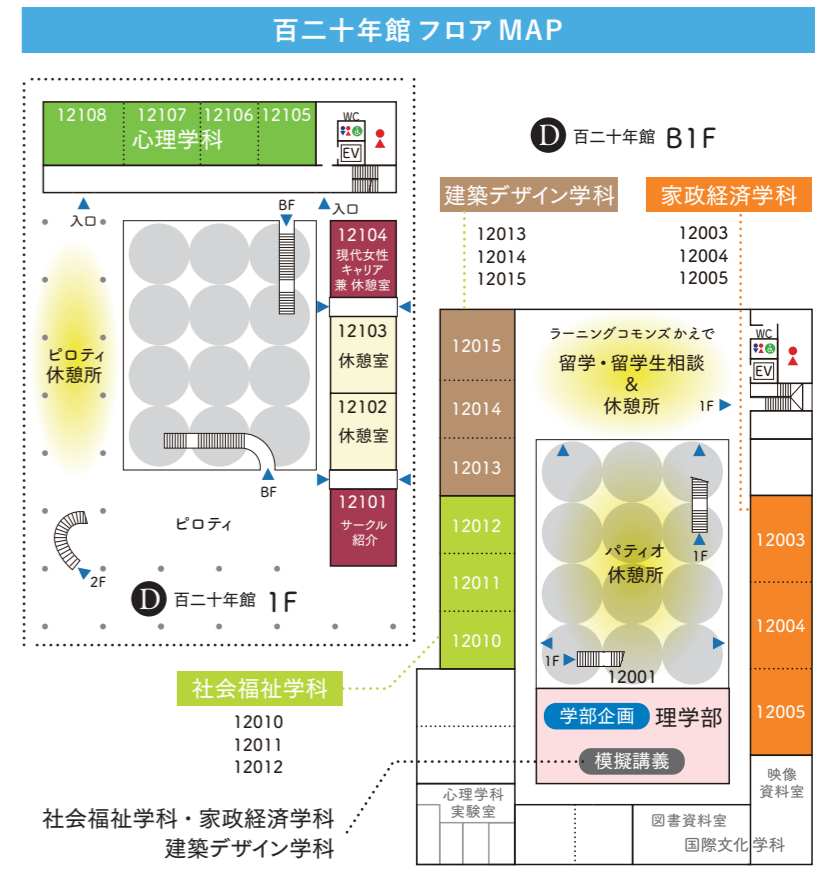 百二十年館 フロアMAP
12108 12107 12106 12105
心理学科
WC
EV
入口
BF
入口
12104
現代女性
キャリア
兼 休憩室
12103
休憩室
12102
休憩室
ピロティ
休憩所
BF
12101
サークル
紹介
ピロティ
2F
D 百二十年館 1F
D 百二十年館 B1F
建築デザイン学科
12013
12014
12015
家政経済学科
12003
12004
12005
12015
12014
12013
12012
12011
12010
ラーニングコモンズかえで
留学・留学生相談
&
休憩所
1F
WC
EV
パティオ
休憩所
1F
1F
12003
12004
12005
12001
学部企画 理学部
模擬講義
社会福祉学科
12010
12011
12012
社会福祉学科・家政経済学科
建築デザイン学科
心理学科
実験室
映像
資料室
図書資料室
国際文化学科